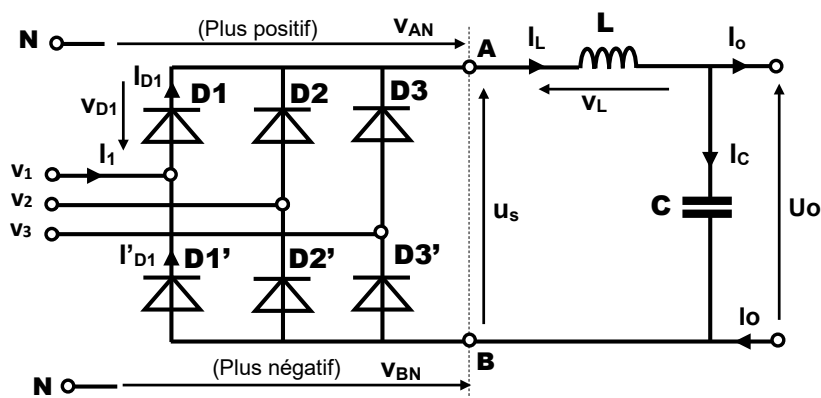 N (Plus positif) vAN
A IL L Io
ID1
vD1 D1 D2 D3 vL
v1 I1 IC
v2 us C Uo
v3
I'D1 D1' D2' D3' Io
B
N (Plus négatif) vBN